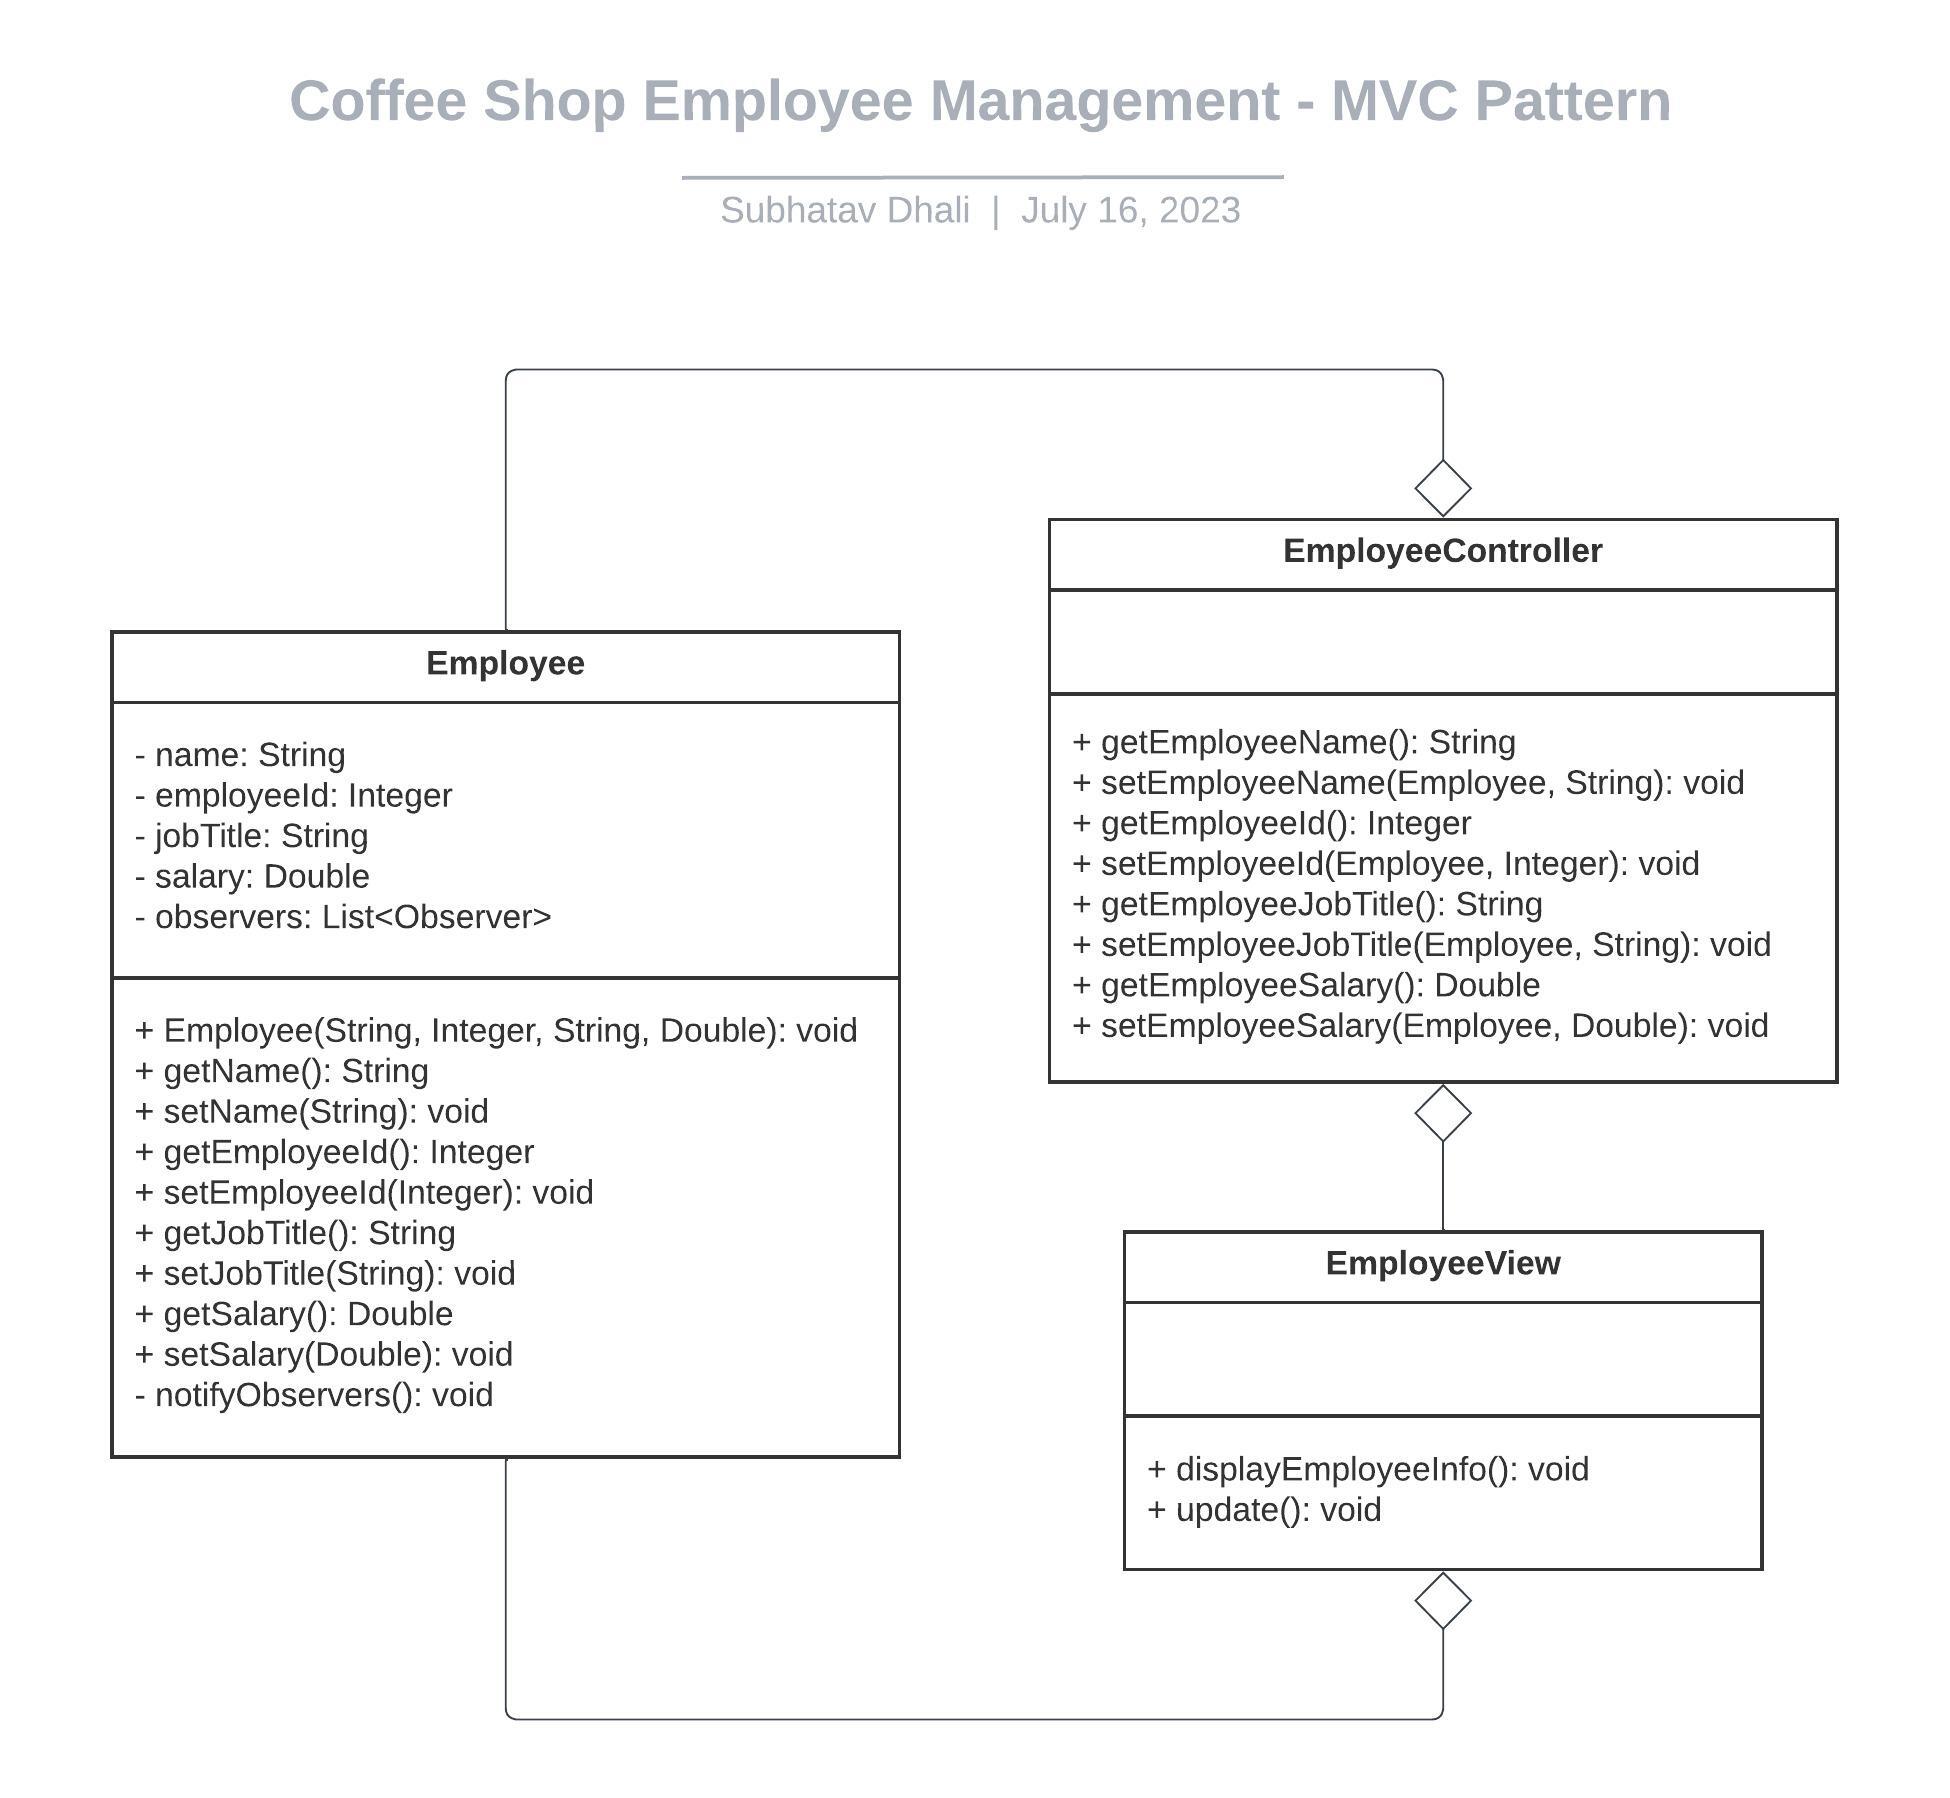 Coffee Shop Employee Management - MVC Pattern
Subhatav Dhali | July 16, 2023
Employee
- name: String
- employeeId: Integer
- jobTitle: String
- salary: Double
- observers: List<Observer>
+ Employee(String, Integer, String, Double): void
+ getName(): String
+ setName(String): void
+ getEmployeeId(): Integer
+ setEmployeeId(Integer): void
+ getJobTitle(): String
+ setJobTitle(String): void
+ getSalary(): Double
+ setSalary(Double): void
- notifyObservers(): void
EmployeeController
+ getEmployeeName(): String
+ setEmployeeName(Employee, String): void
+ getEmployeeId(): Integer
+ setEmployeeId(Employee, Integer): void
+ getEmployeeJobTitle(): String
+ setEmployeeJobTitle(Employee, String): void
+ getEmployeeSalary(): Double
+ setEmployeeSalary(Employee, Double): void
EmployeeView
+ displayEmployeeInfo(): void
+ update(): void